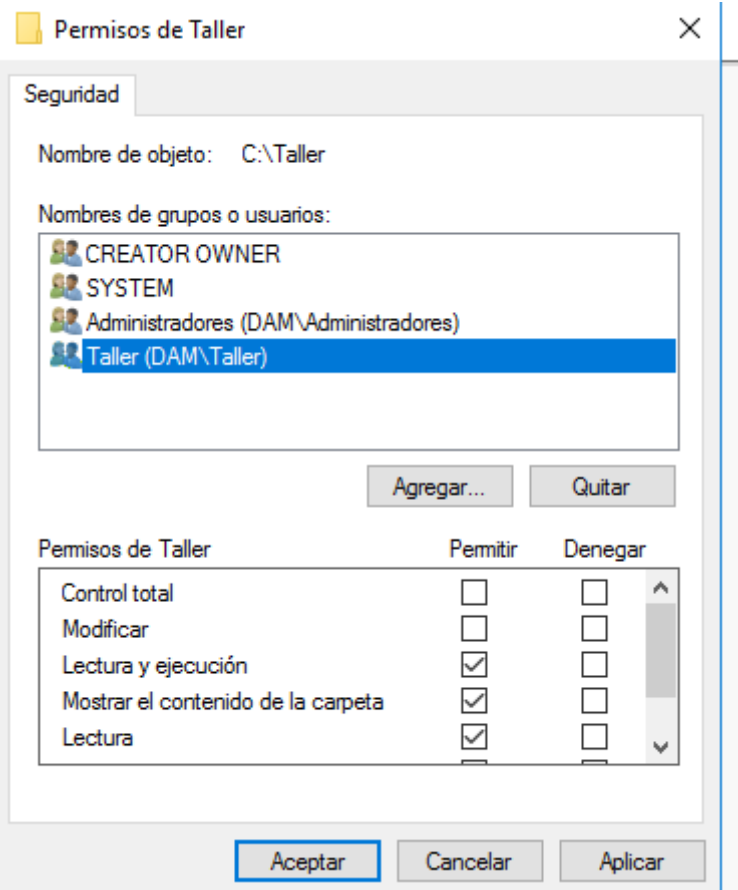 Permisos de Taller
Seguridad
Nombre de objeto: C:\Taller
Nombres de grupos o usuarios:
CREATOR OWNER
SYSTEM
Administradores (DAM\Administradores)
Taller (DAM\Taller)
Agregar... Quitar
Permisos de Taller Permitir Denegar
Control total
Modificar
Lectura y ejecución
Mostrar el contenido de la carpeta
Lectura
Aceptar Cancelar Aplicar